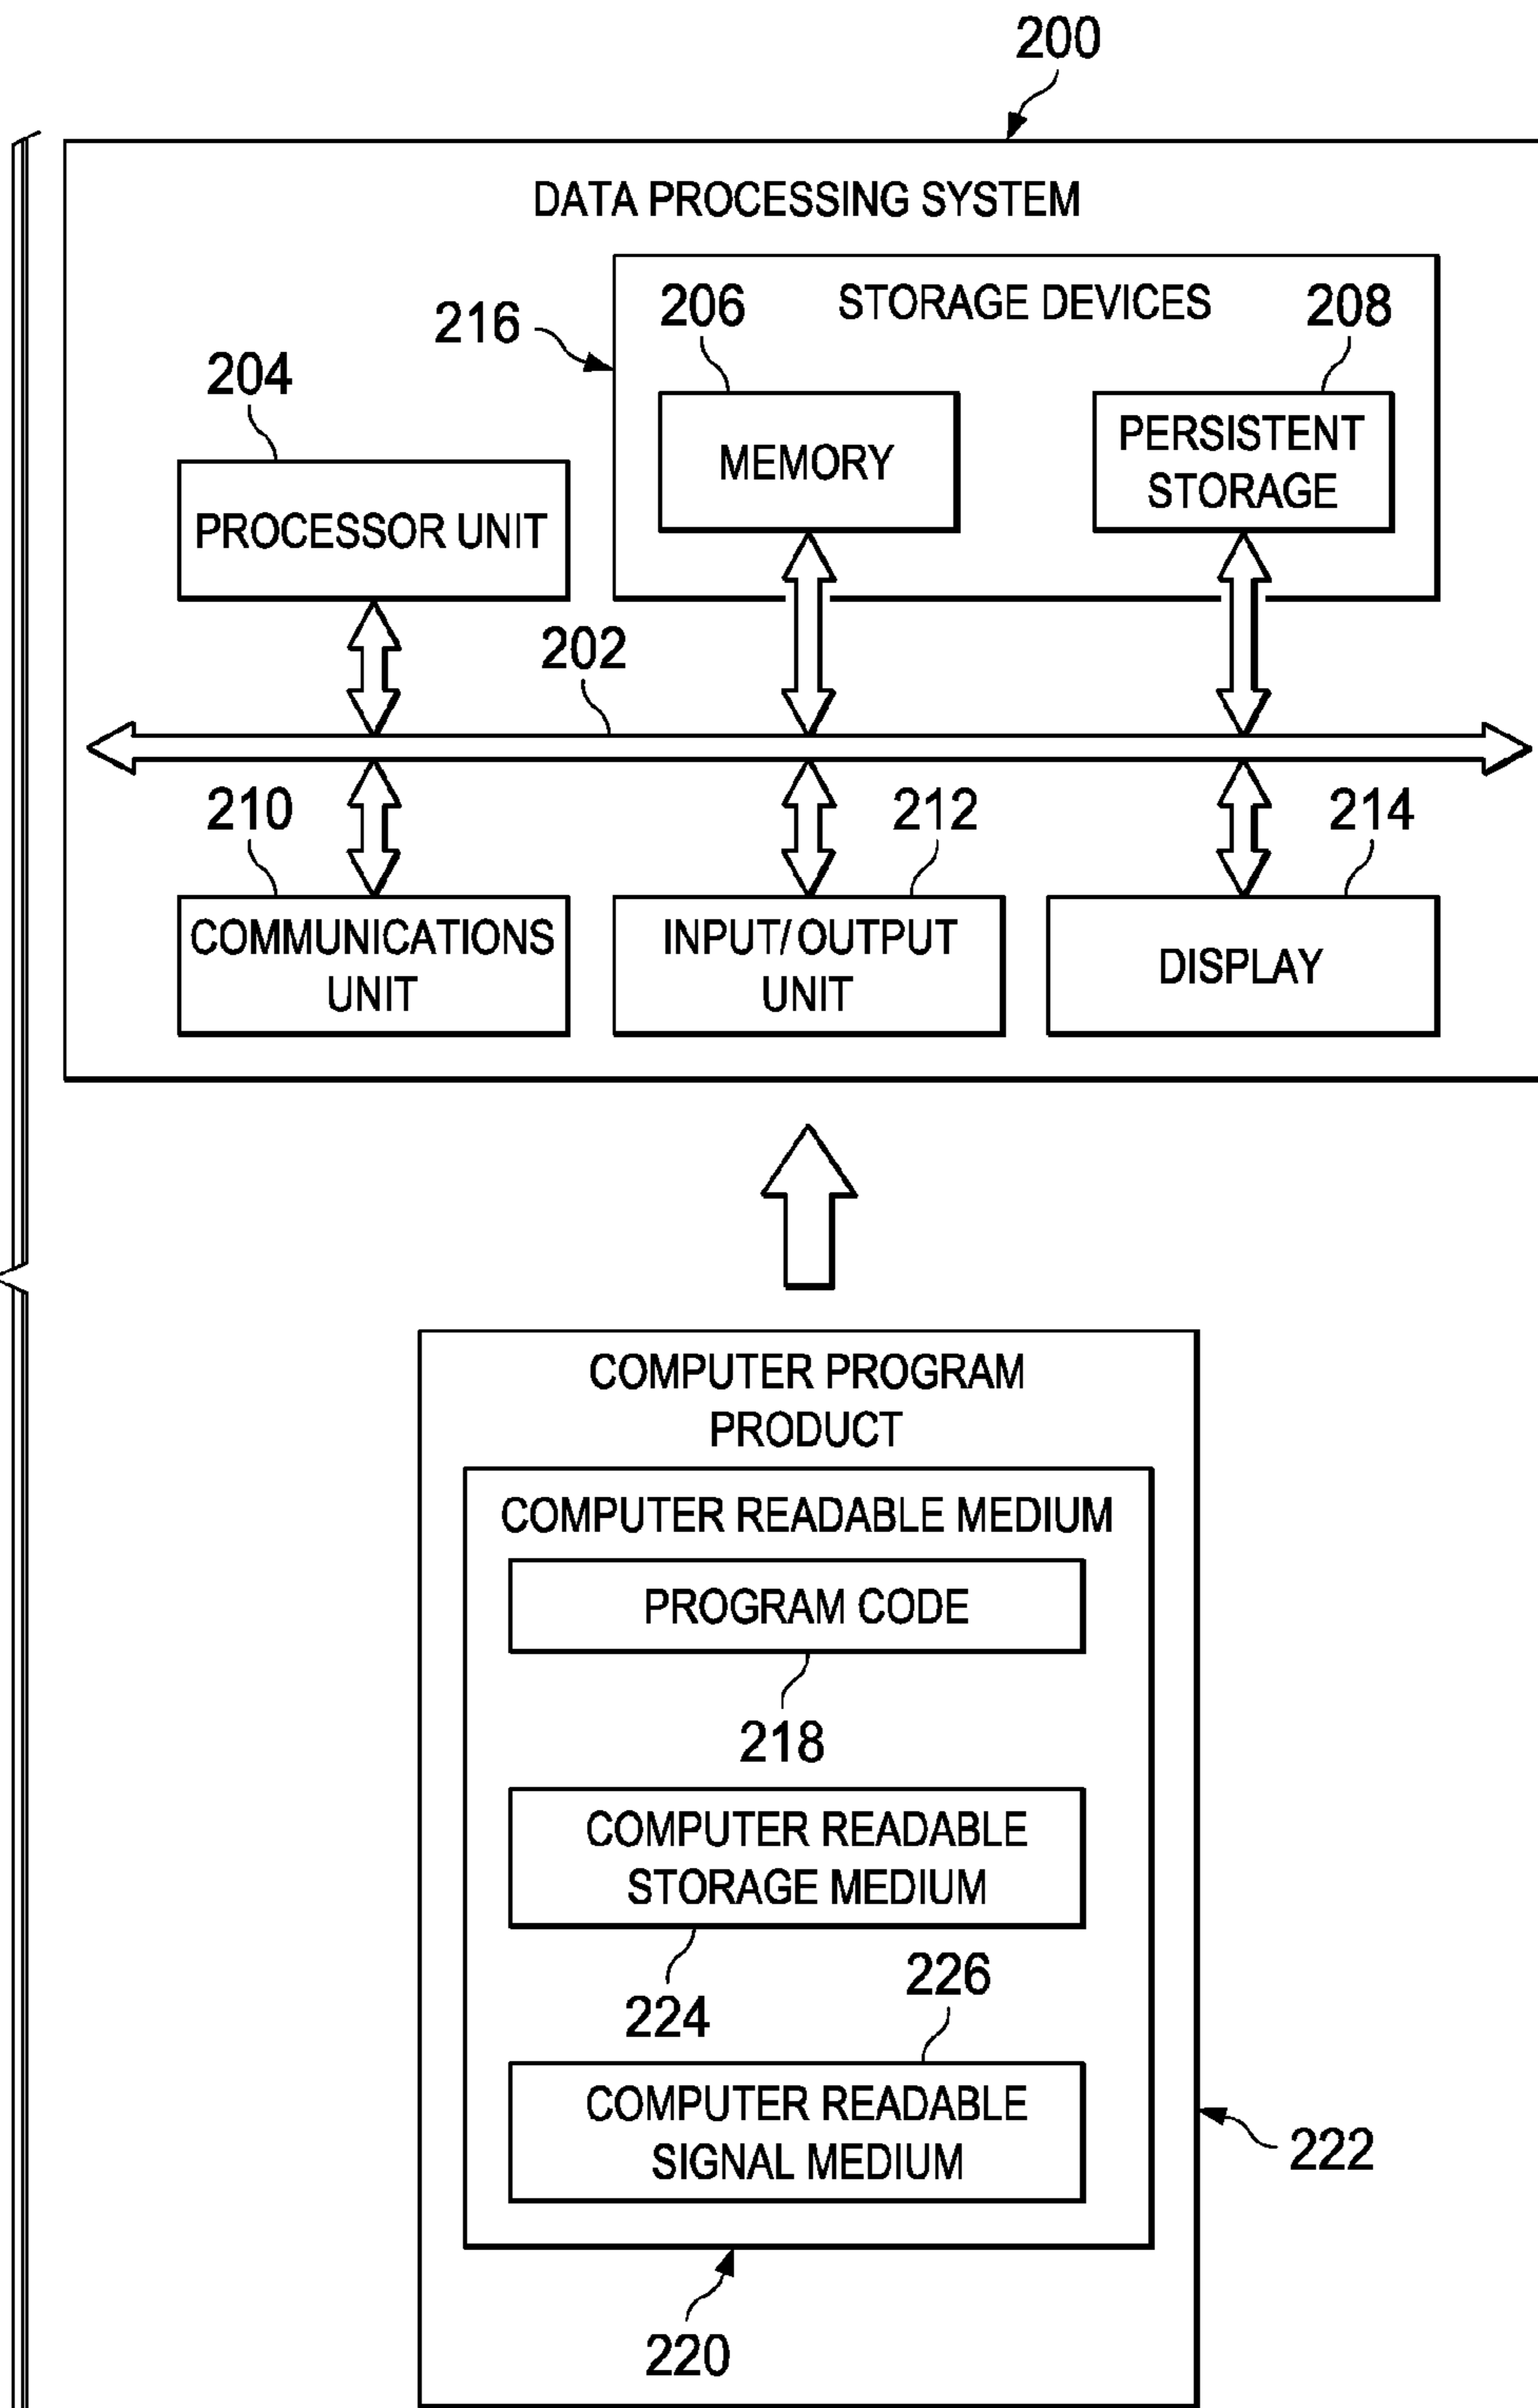 200
DATA PROCESSING SYSTEM
216
206
STORAGE DEVICES
208
204
MEMORY
PERSISTENT
STORAGE
PROCESSOR UNIT
202
210
212
214
COMMUNICATIONS
UNIT
INPUT/OUTPUT
UNIT
DISPLAY
COMPUTER PROGRAM
PRODUCT
COMPUTER READABLE MEDIUM
PROGRAM CODE
218
COMPUTER READABLE
STORAGE MEDIUM
224
226
COMPUTER READABLE
SIGNAL MEDIUM
222
220